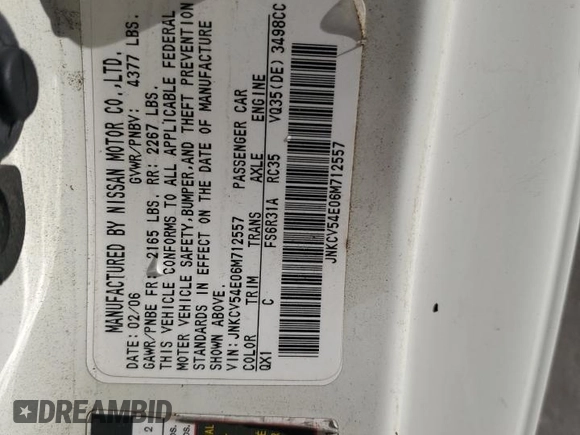 MANUFACTURED BY NISSAN MOTOR CO.,LTD.
DATE: 02/06 GVWR/PNBV: 4377 LBS.
GAWR/PNBE FR: 2165 LBS. RR: 2267 LBS.
THIS VEHICLE CONFORMS TO ALL APPLICABLE FEDERAL
MOTER VEHICLE SAFETY,BUMPER,AND THEFT PREVENTION
STANDARDS IN EFFECT ON THE DATE OF MANUFACTURE
SHOWN ABOVE.
VIN: JNKCV54E06M712557 PASSENGER CAR
COLOR TRIM TRANS AXLE ENGINE
QX1 C FS6R31A RC35 VQ35(DE) 3498CC
JNKCV54E06M712557
DREAMBID